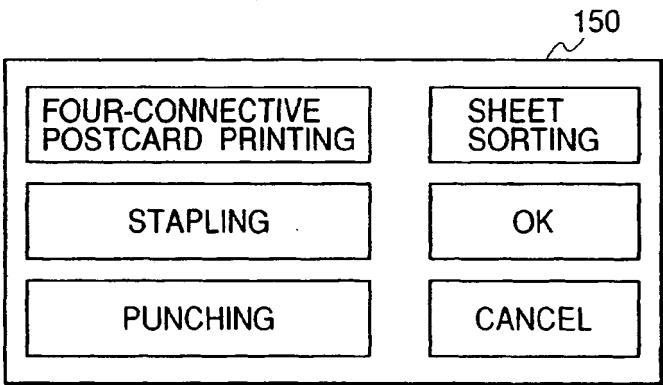 150
FOUR-CONNECTIVE
POSTCARD PRINTING
SHEET
SORTING
STAPLING
OK
PUNCHING
CANCEL